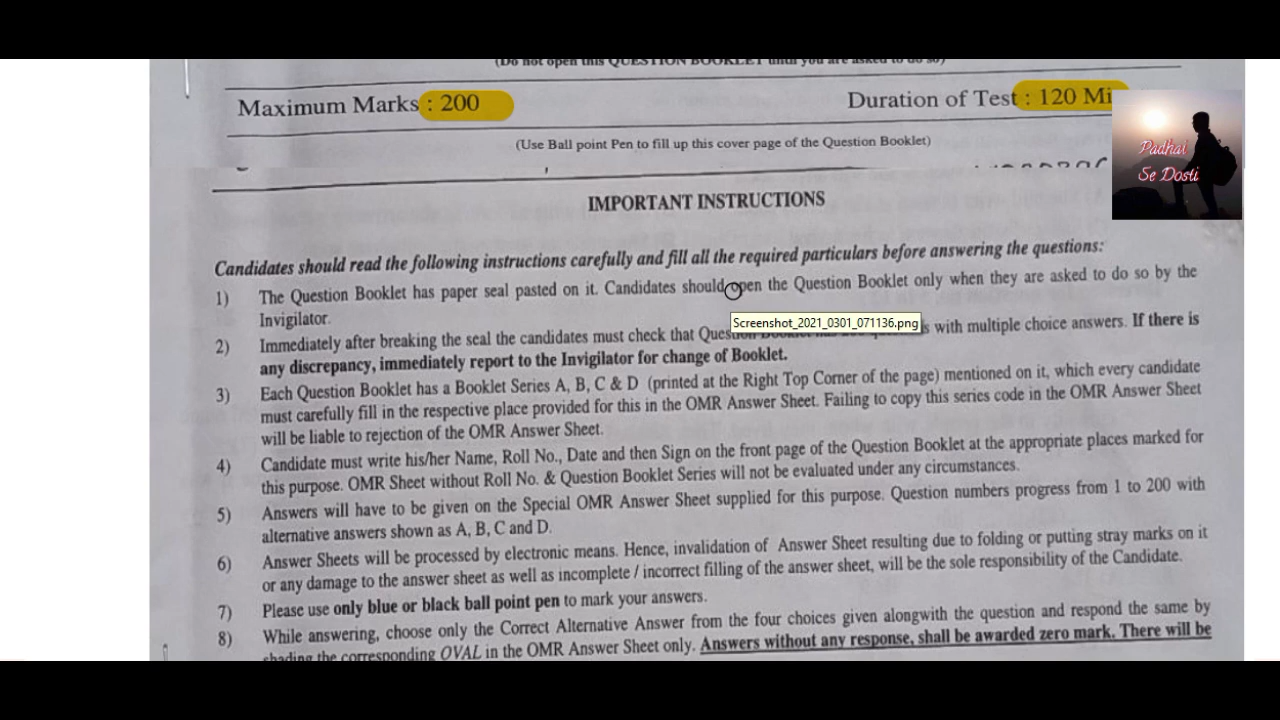 (Do not open this QUESTION BOOKLET until you are asked to do so)
Maximum Marks : 200
Duration of Test : 120 Mi
(Use Ball point Pen to fill up this cover page of the Question Booklet)
Padhai
Se Dosti
IMPORTANT INSTRUCTIONS
Candidates should read the following instructions carefully and fill all the required particulars before answering the questions:
1) The Question Booklet has paper seal pasted on it. Candidates should open the Question Booklet only when they are asked to do so by the
Invigilator.
Screenshot_2021_0301_071136.png
2) Immediately after breaking the seal the candidates must check that Question with multiple choice answers. If there is
any discrepancy, immediately report to the Invigilator for change of Booklet.
3) Each Question Booklet has a Booklet Series A, B, C & D (printed at the Right Top Corner of the page) mentioned on it, which every candidate
must carefully fill in the respective place provided for this in the OMR Answer Sheet. Failing to copy this series code in the OMR Answer Sheet
will be liable to rejection of the OMR Answer Sheet.
4) Candidate must write his/her Name, Roll No., Date and then Sign on the front page of the Question Booklet at the appropriate places marked for
this purpose. OMR Sheet without Roll No. & Question Booklet Series will not be evaluated under any circumstances.
5) Answers will have to be given on the Special OMR Answer Sheet supplied for this purpose. Question numbers progress from 1 to 200 with
alternative answers shown as A, B, C and D.
6) Answer Sheets will be processed by electronic means. Hence, invalidation of Answer Sheet resulting due to folding or putting stray marks on it
or any damage to the answer sheet as well as incomplete / incorrect filling of the answer sheet, will be the sole responsibility of the Candidate.
7) Please use only blue or black ball point pen to mark your answers.
8) While answering, choose only the Correct Alternative Answer from the four choices given alongwith the question and respond the same by
shading the corresponding OVAL in the OMR Answer Sheet only. Answers without any response, shall be awarded zero mark. There will be